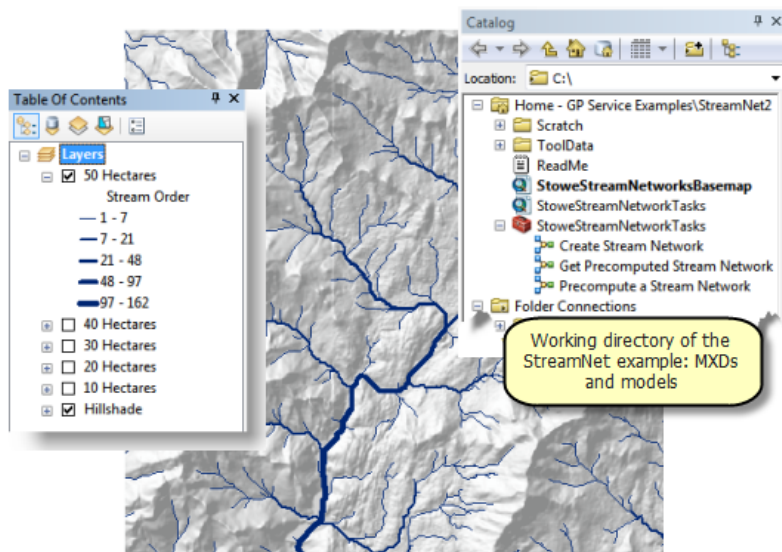 Catalog
Location: C:\
Home - GP Service Examples\StreamNet2
Scratch
ToolData
ReadMe
StoweStreamNetworksBasemap
StoweStreamNetworkTasks
StoweStreamNetworkTasks
Create Stream Network
Get Precomputed Stream Network
Precompute a Stream Network
Folder Connections
Working directory of the
StreamNet example: MXDs
and models
Table Of Contents
Layers
50 Hectares
Stream Order
1 - 7
7 - 21
21 - 48
48 - 97
97 - 162
40 Hectares
30 Hectares
20 Hectares
10 Hectares
Hillshade